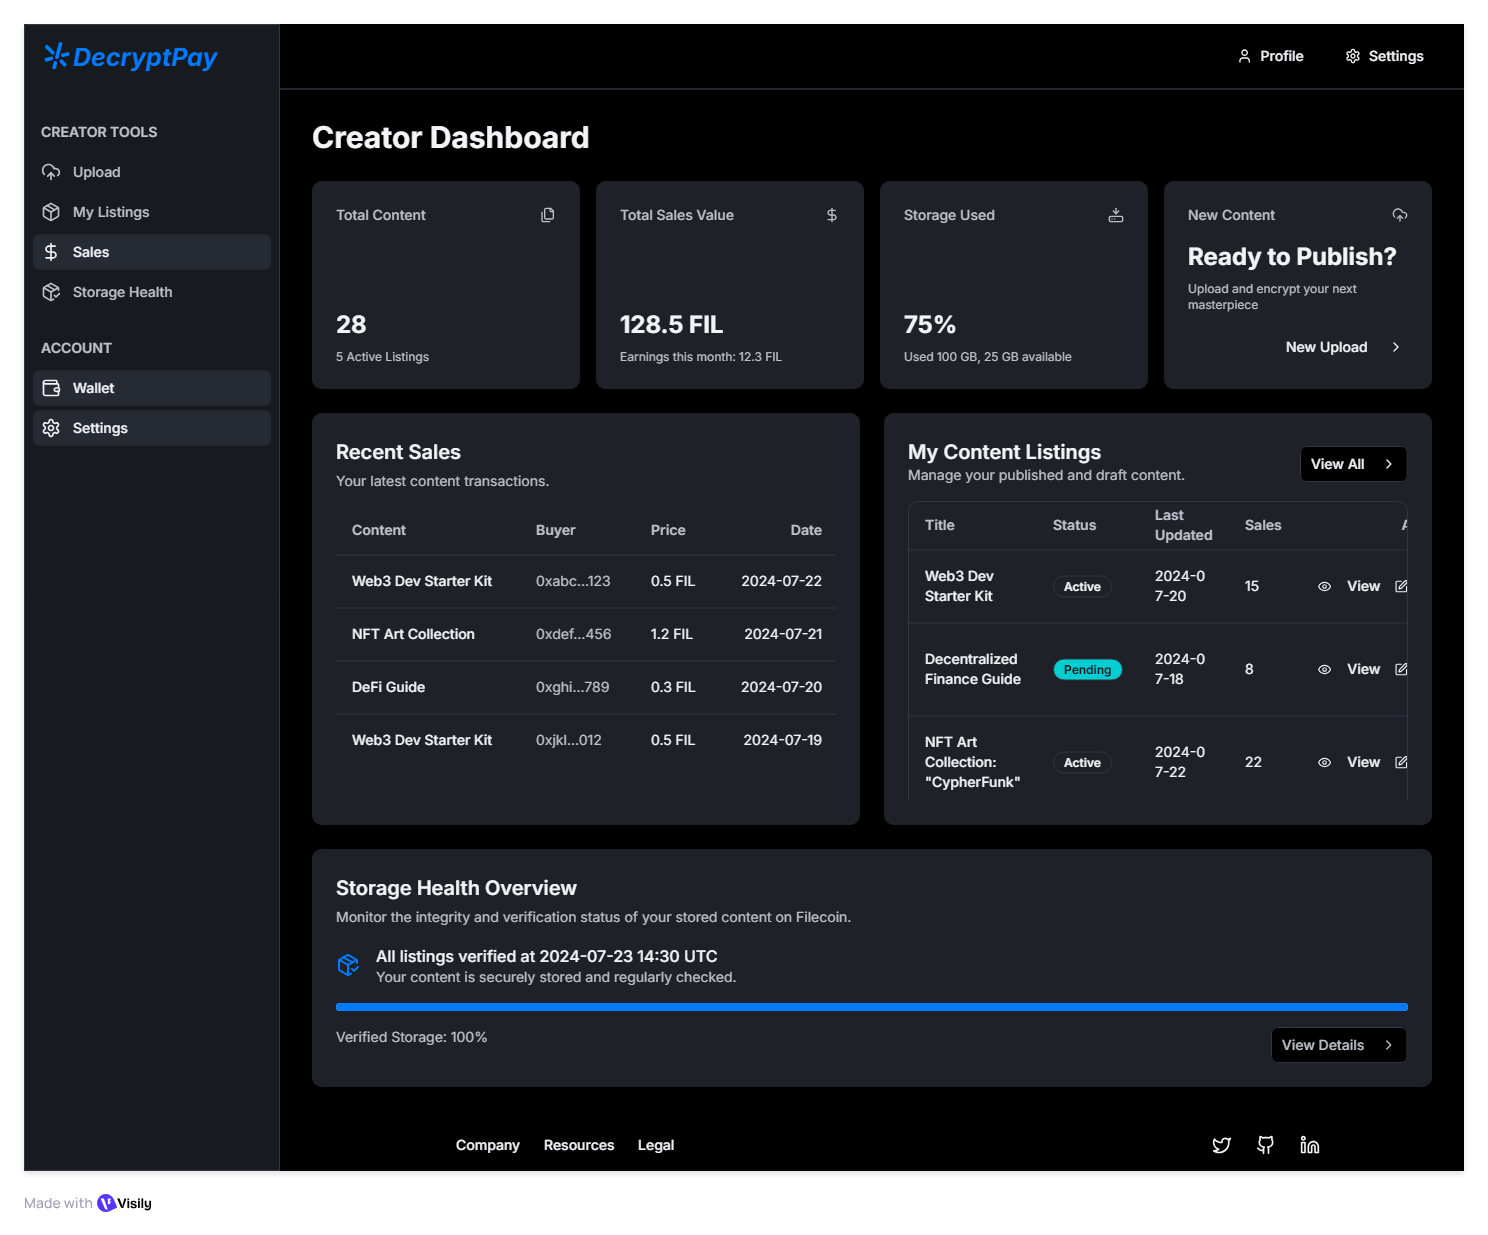 DecryptPay
Profile
Settings
CREATOR TOOLS
Upload
My Listings
Sales
Storage Health
ACCOUNT
Wallet
Settings
Creator Dashboard
Total Content
28
5 Active Listings
Total Sales Value
128.5 FIL
Earnings this month: 12.3 FIL
Storage Used
75%
Used 100 GB, 25 GB available
New Content
Ready to Publish?
Upload and encrypt your next
masterpiece
New Upload
Recent Sales
Your latest content transactions.
Content Buyer Price Date
Web3 Dev Starter Kit 0xabc...123 0.5 FIL 2024-07-22
NFT Art Collection 0xdef...456 1.2 FIL 2024-07-21
DeFi Guide 0xghi...789 0.3 FIL 2024-07-20
Web3 Dev Starter Kit 0xjkl...012 0.5 FIL 2024-07-19
My Content Listings
Manage your published and draft content.
View All
Title Status Last Updated Sales
Web3 Dev
Starter Kit
Active
2024-0
7-20
15
View
Decentralized
Finance Guide
Pending
2024-0
7-18
8
View
NFT Art
Collection:
"CypherFunk"
Active
2024-0
7-22
22
View
Storage Health Overview
Monitor the integrity and verification status of your stored content on Filecoin.
All listings verified at 2024-07-23 14:30 UTC
Your content is securely stored and regularly checked.
Verified Storage: 100%
View Details
Company Resources Legal
Made with Visily